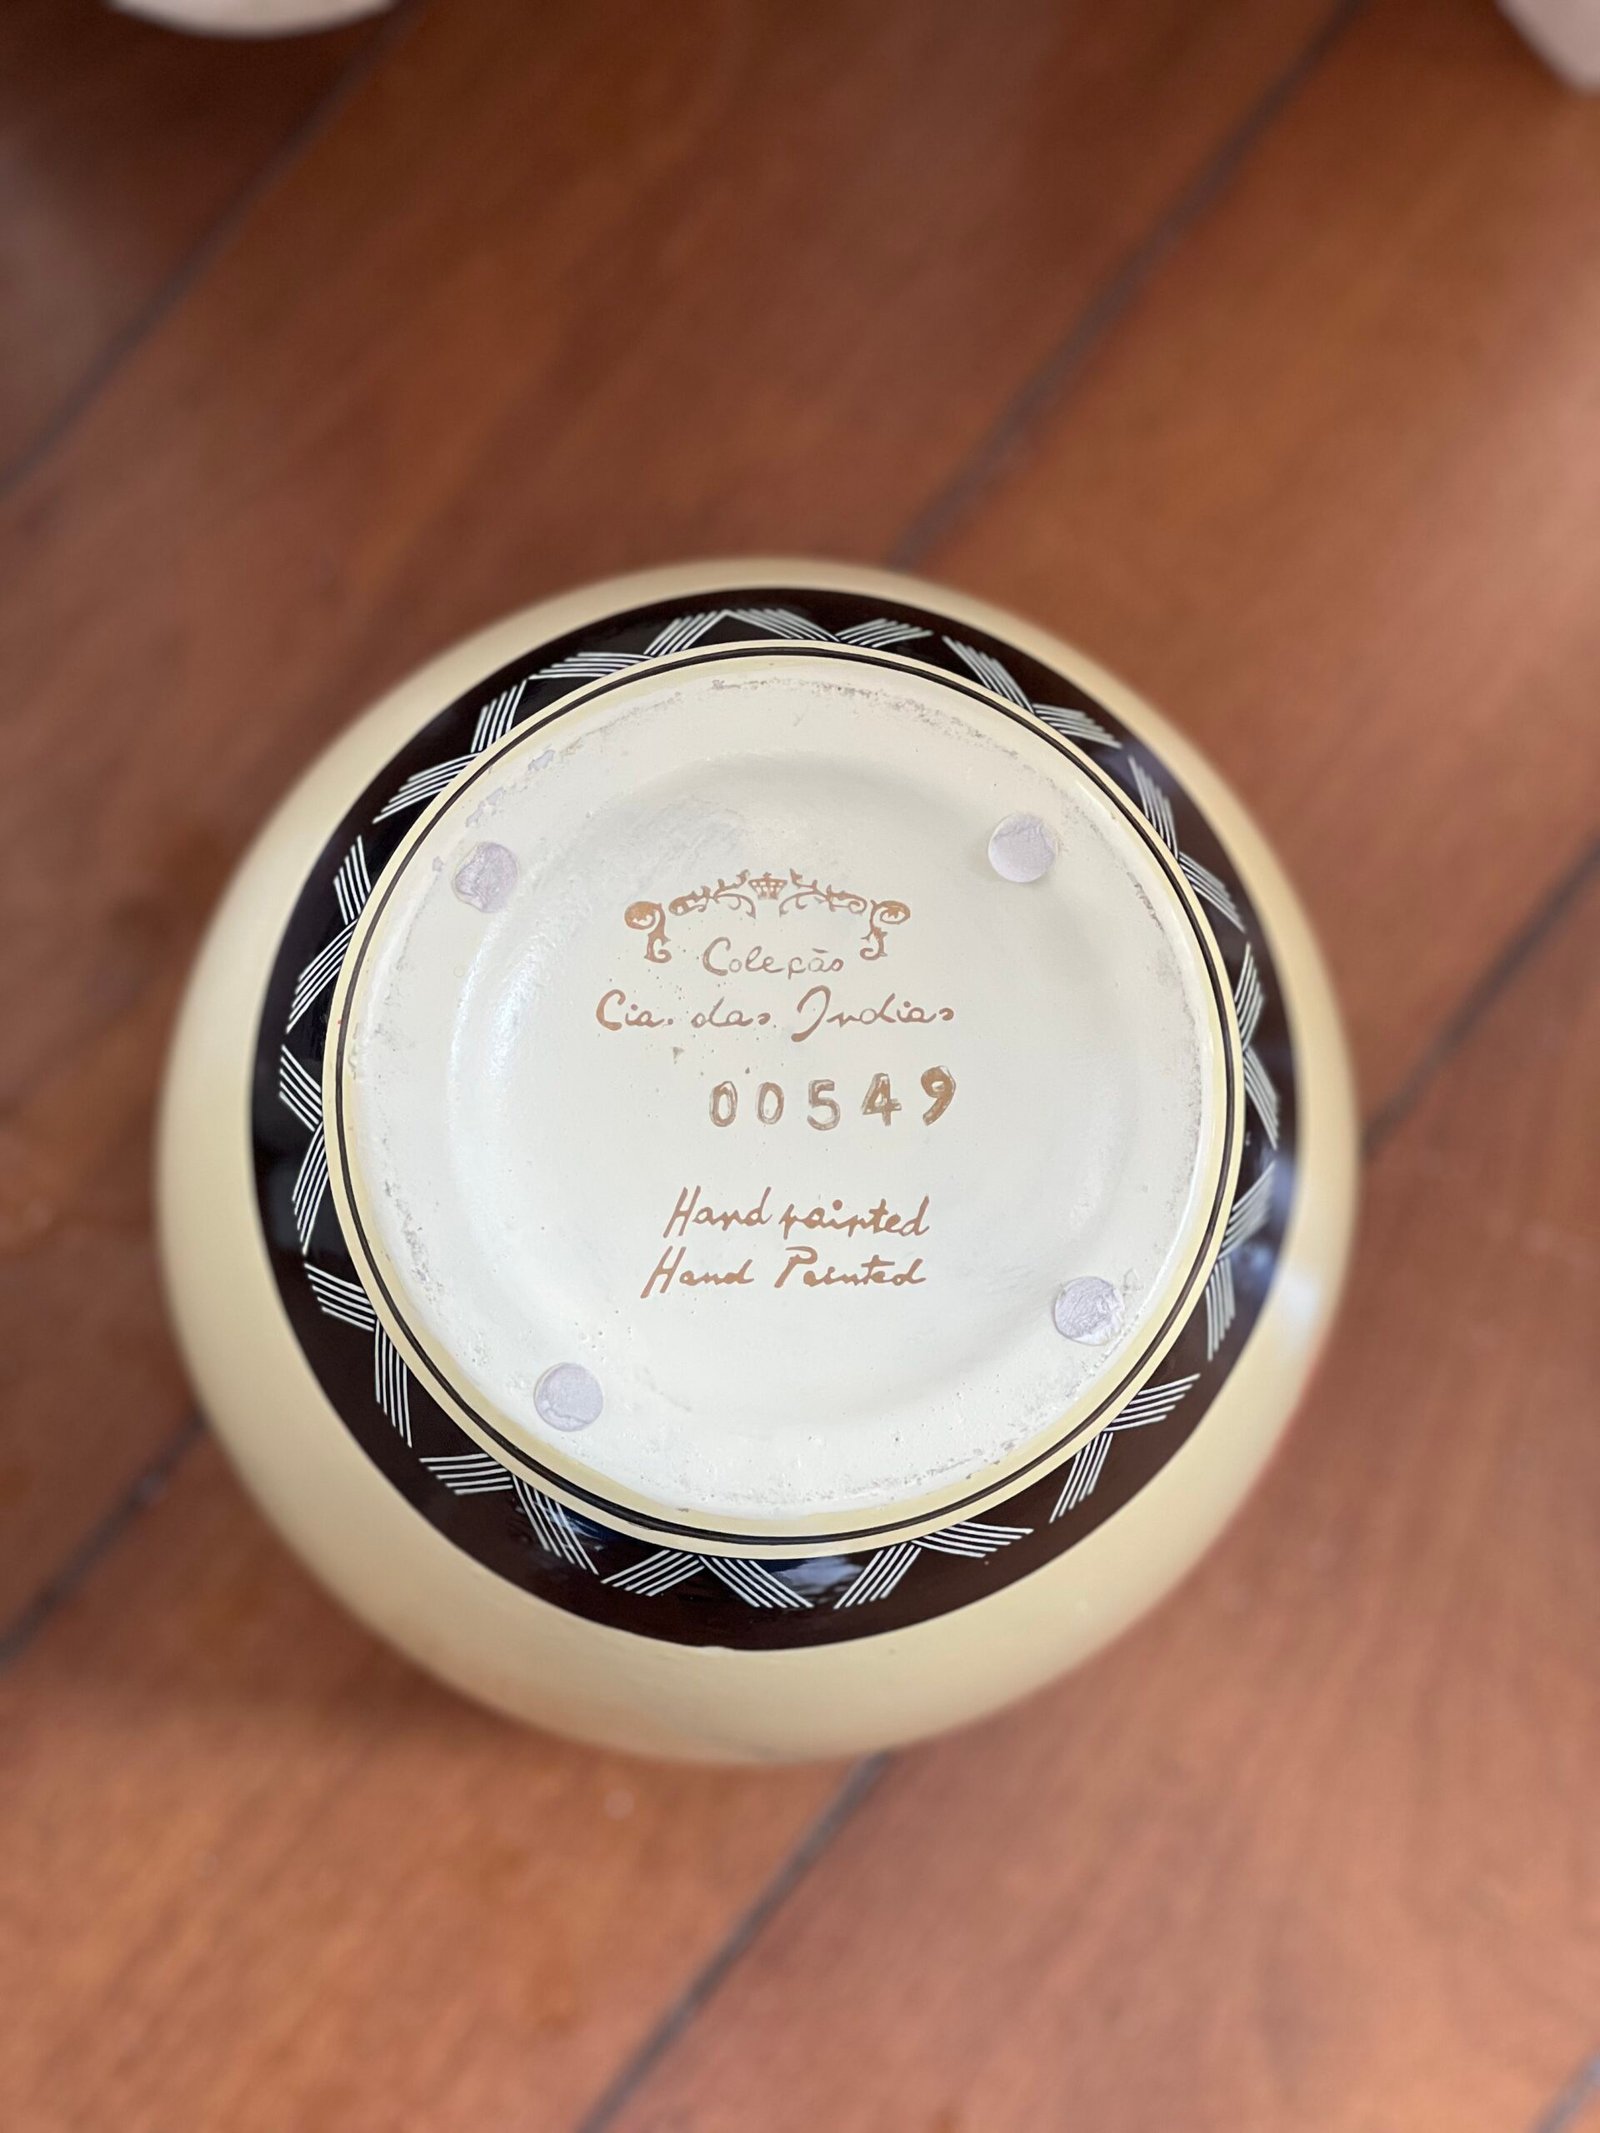 Coleção
Cia. das Indias
00549
Hand painted
Hand Painted